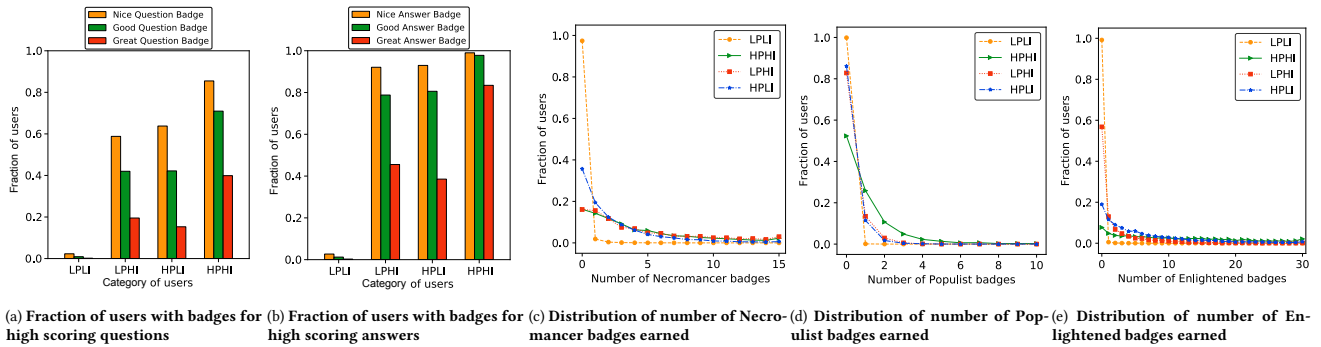 Nice Question Badge
Good Question Badge
Great Question Badge
1.0
0.8
0.6
0.4
0.2
0.0
Fraction of users
LPLI LPHI HPLI HPHI
Category of users
Nice Answer Badge
Good Answer Badge
Great Answer Badge
1.0
0.8
0.6
0.4
0.2
0.0
Fraction of users
LPLI LPHI HPLI HPHI
Category of users
LPLI
HPHI
LPHI
HPLI
1.0
0.8
0.6
0.4
0.2
0.0
Fraction of users
0 5 10 15
Number of Necromancer badges
LPLI
HPHI
LPHI
HPLI
1.0
0.8
0.6
0.4
0.2
0.0
Fraction of users
0 2 4 6 8 10
Number of Populist badges
LPLI
HPHI
LPHI
HPLI
1.0
0.8
0.6
0.4
0.2
0.0
Fraction of users
0 10 20 30
Number of Enlightened badges
(a) Fraction of users with badges for
high scoring questions
(b) Fraction of users with badges for
high scoring answers
(c) Distribution of number of Necro-
mancer badges earned
(d) Distribution of number of Pop-
ulist badges earned
(e) Distribution of number of En-
lightened badges earned